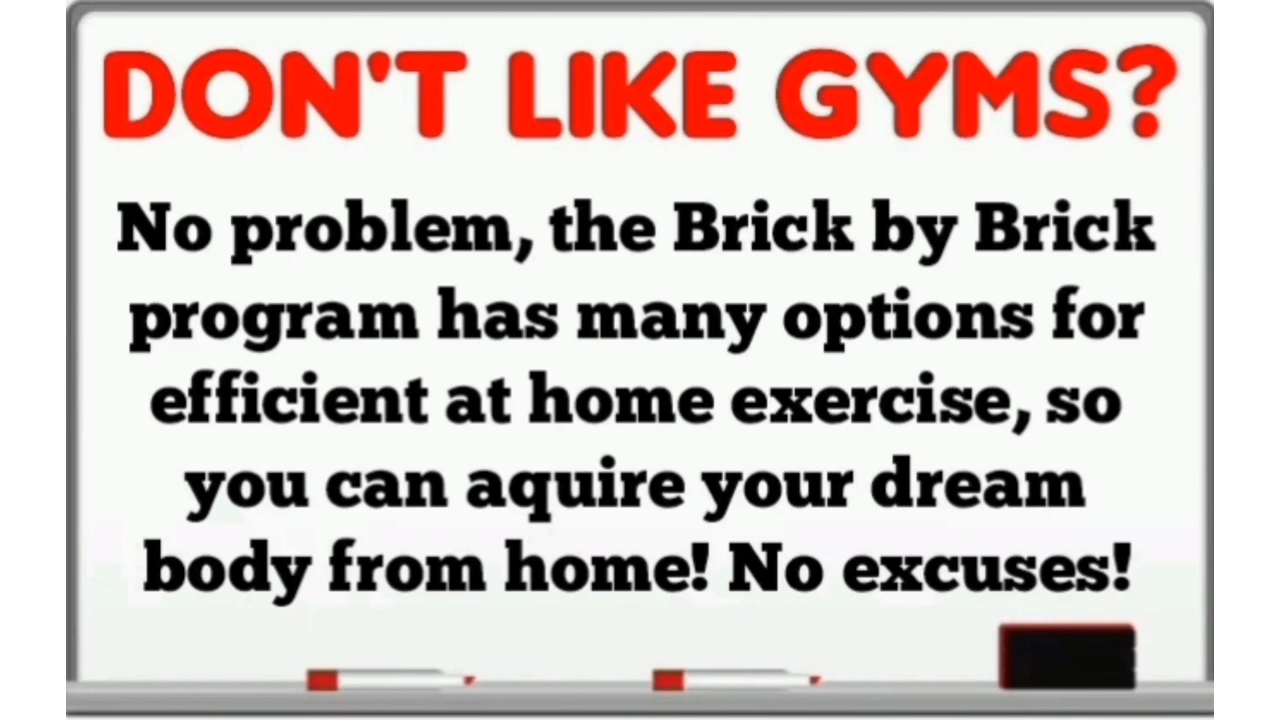 DON'T LIKE GYMS?
No problem, the Brick by Brick
program has many options for
efficient at home exercise, so
you can aquire your dream
body from home! No excuses!